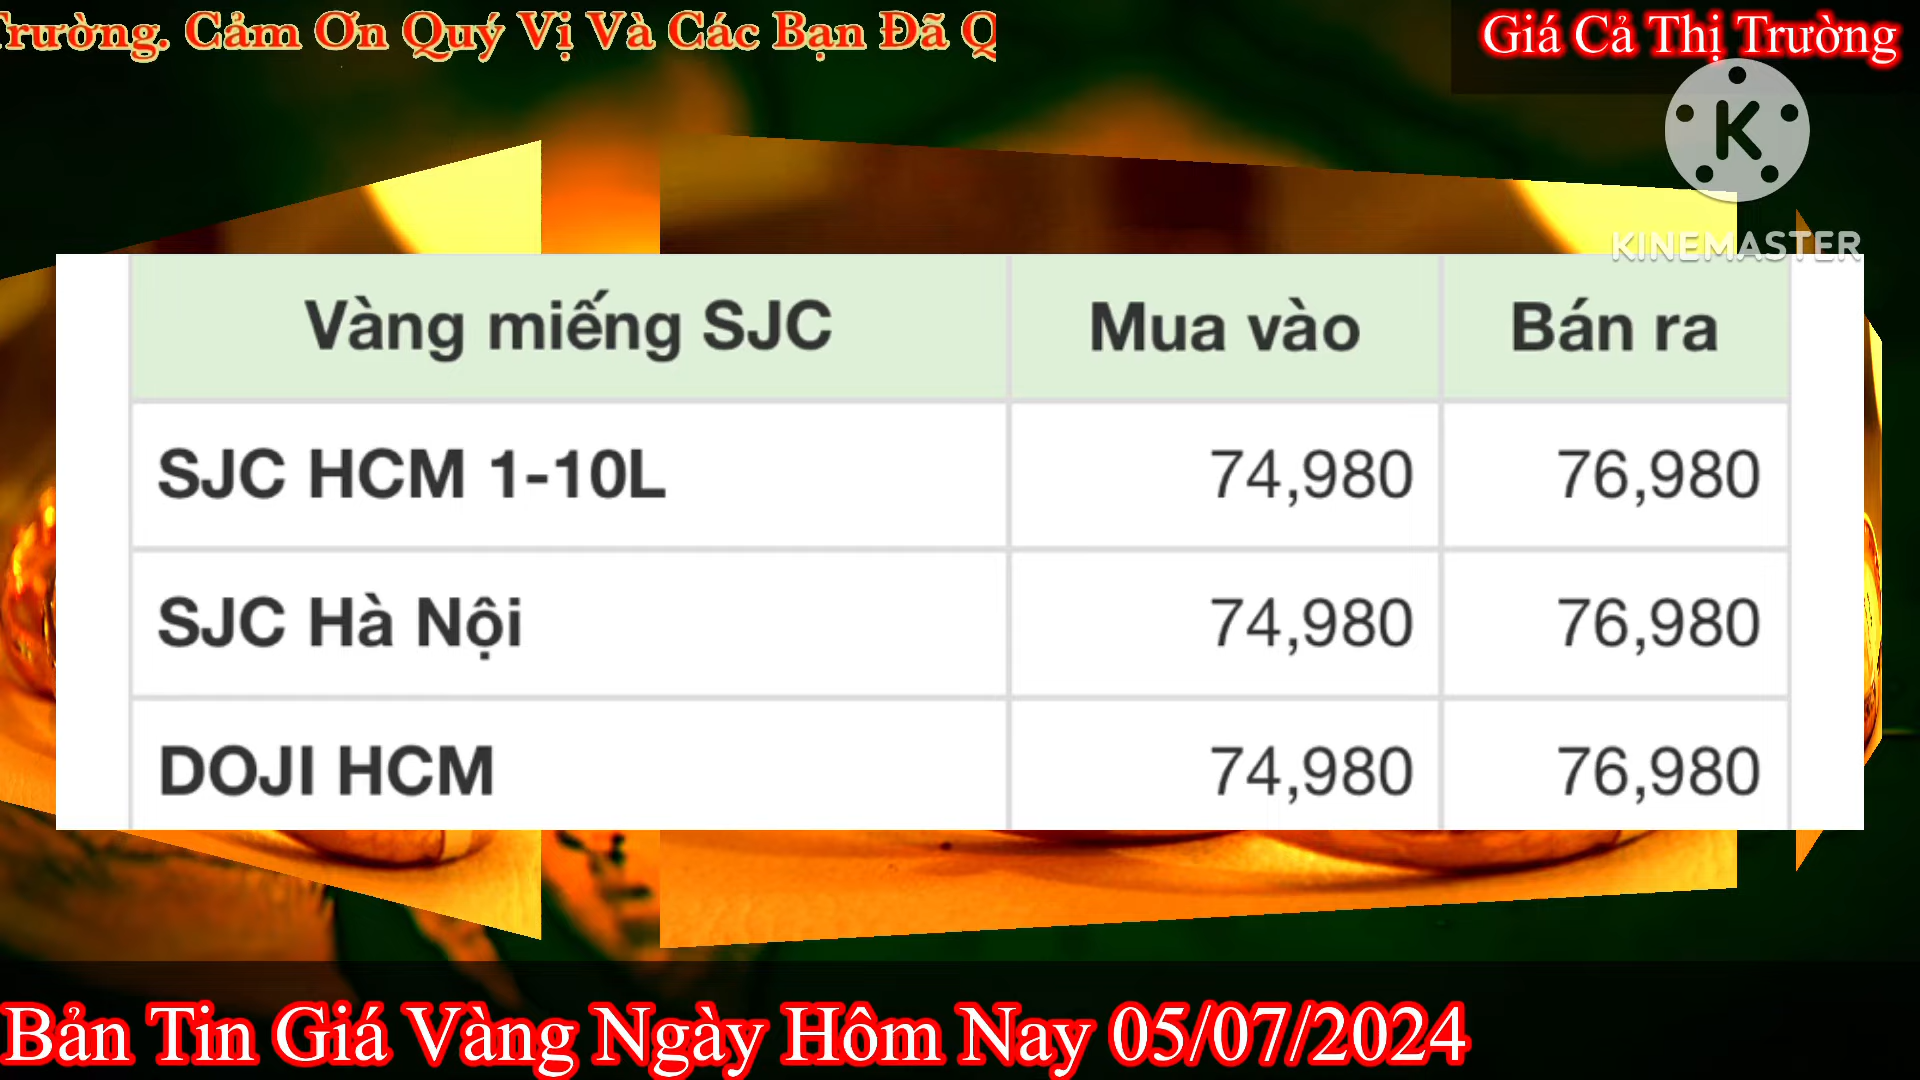 Trường. Cảm Ơn Quý Vị Và Các Bạn Đã Q
Giá Cả Thị Trường
K
KINEMASTER
Vàng miếng SJC Mua vào Bán ra
SJC HCM 1-10L 74,980 76,980
SJC Hà Nội 74,980 76,980
DOJI HCM 74,980 76,980
Bản Tin Giá Vàng Ngày Hôm Nay 05/07/2024